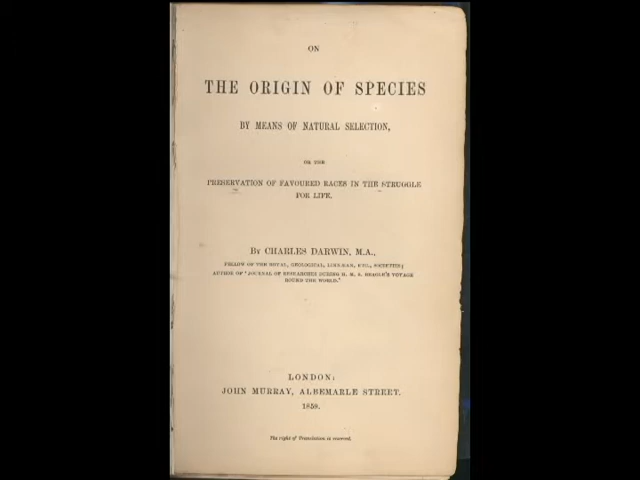 ON
THE ORIGIN OF SPECIES
BY MEANS OF NATURAL SELECTION,
OR THE
PRESERVATION OF FAVOURED RACES IN THE STRUGGLE
FOR LIFE.
BY CHARLES DARWIN, M.A.,
FELLOW OF THE ROYAL, GEOLOGICAL, LINNÆAN, ETC., SOCIETIES;
AUTHOR OF 'JOURNAL OF RESEARCHES DURING H. M. S. BEAGLE'S VOYAGE
ROUND THE WORLD.'
LONDON:
JOHN MURRAY, ALBEMARLE STREET.
1859.
The right of Translation is reserved.